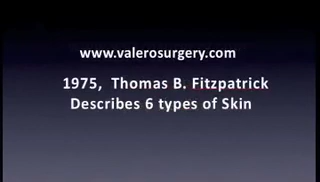 www.valerosurgery.com
1975, Thomas B. Fitzpatrick
Describes 6 types of Skin